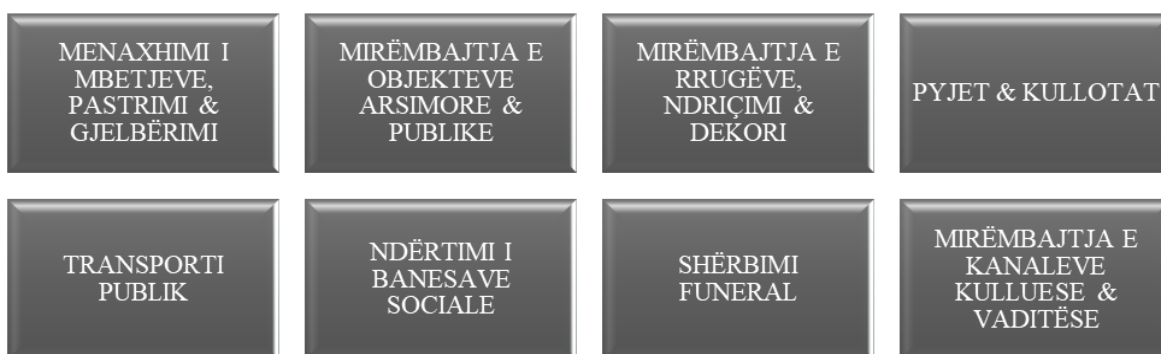 MENAXHIMI I
MBETJEVE,
PASTRIMI &
GJELBËRIMI
MIRËMBAJTJA E
OBJEKTEVE
ARSIMORE &
PUBLIKE
MIRËMBAJTJA E
RRUGËVE,
NDRIÇIMI &
DEKORI
PYJET & KULLOTAT
TRANSPORTI
PUBLIK
NDËRTIMI I
BANESAVE
SOCIALE
SHËRBIMI
FUNERAL
MIRËMBAJTJA E
KANALEVE
KULLUESE &
VADITËSE